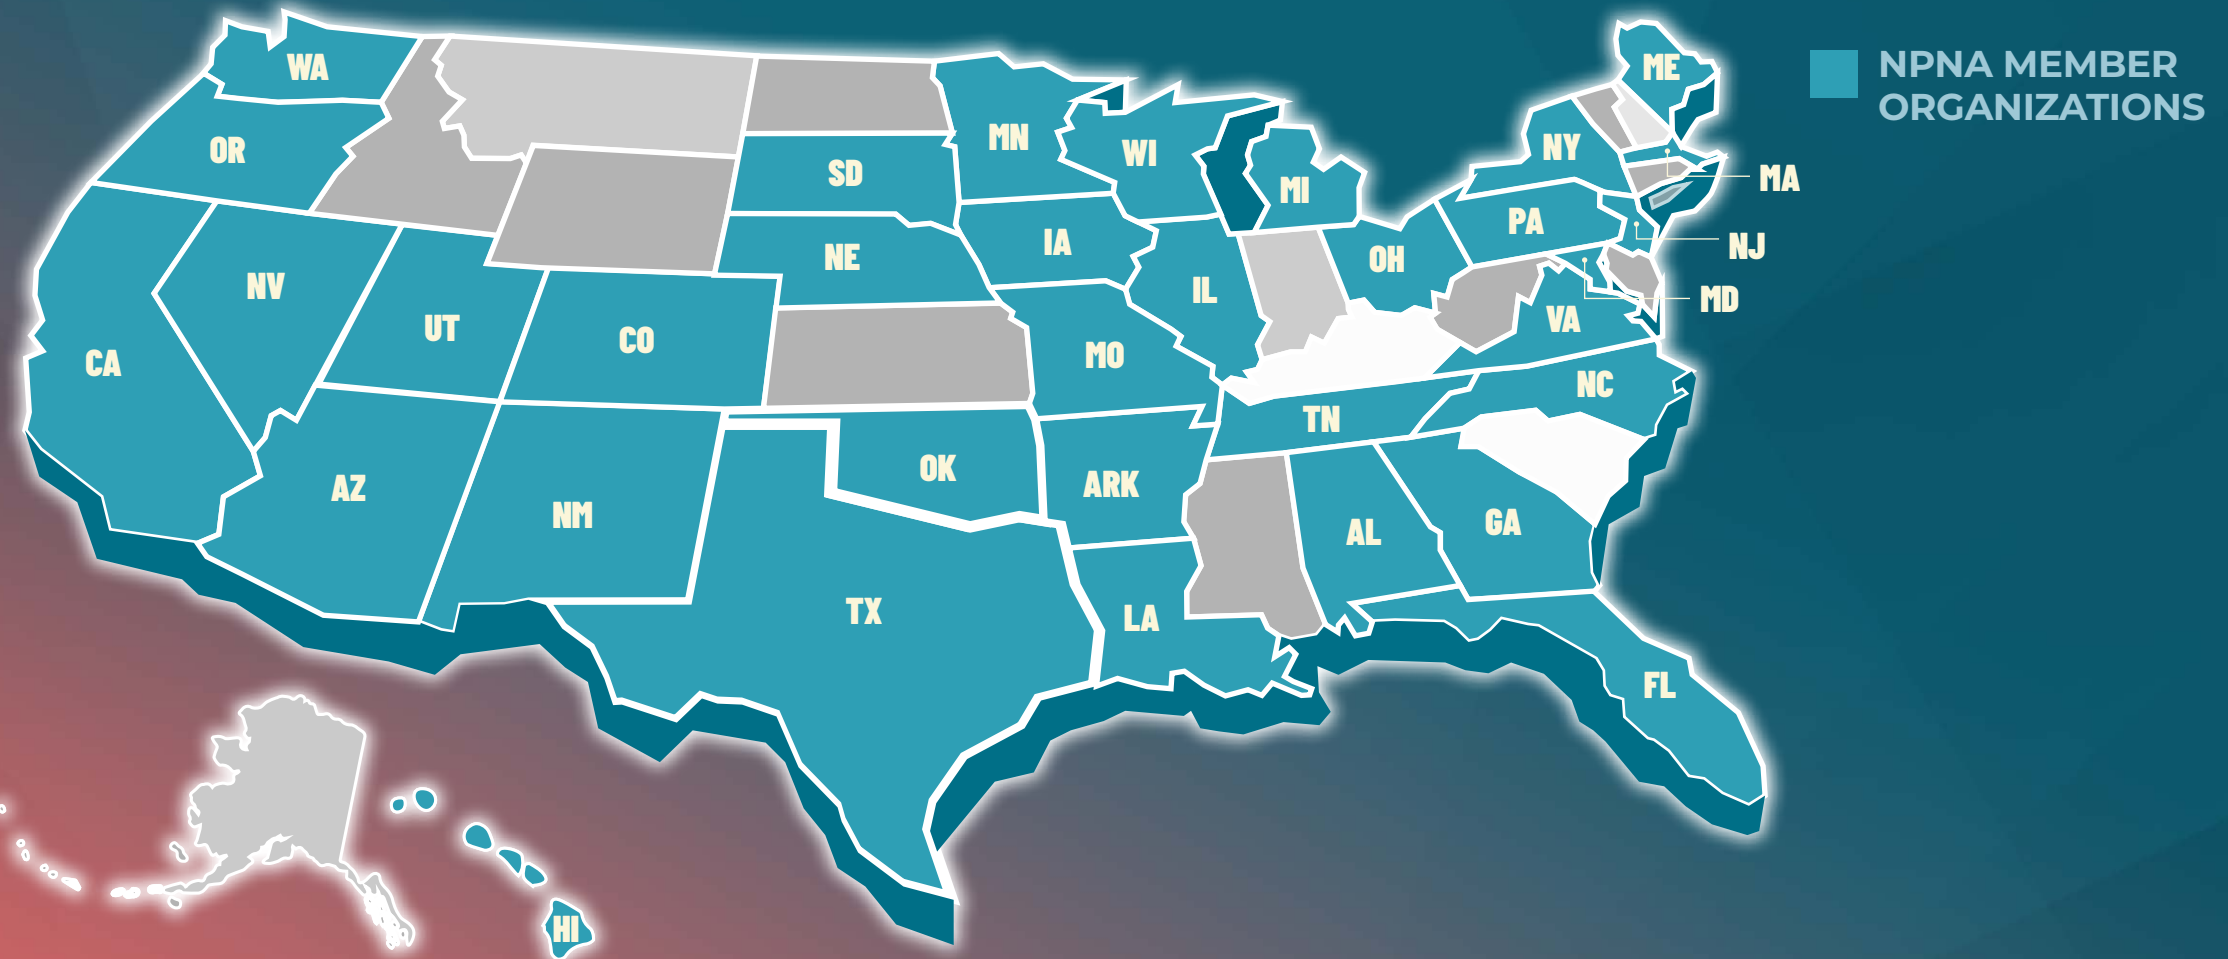 NPNA MEMBER
ORGANIZATIONS
WA
ME
OR
MN
WI
NY
SD
MI
MA
PA
NJ
NE
IA
OH
NV
IL
MD
UT
CO
VA
CA
MO
NC
TN
OK
AZ
ARK
NM
AL
GA
TX
LA
FL
HI